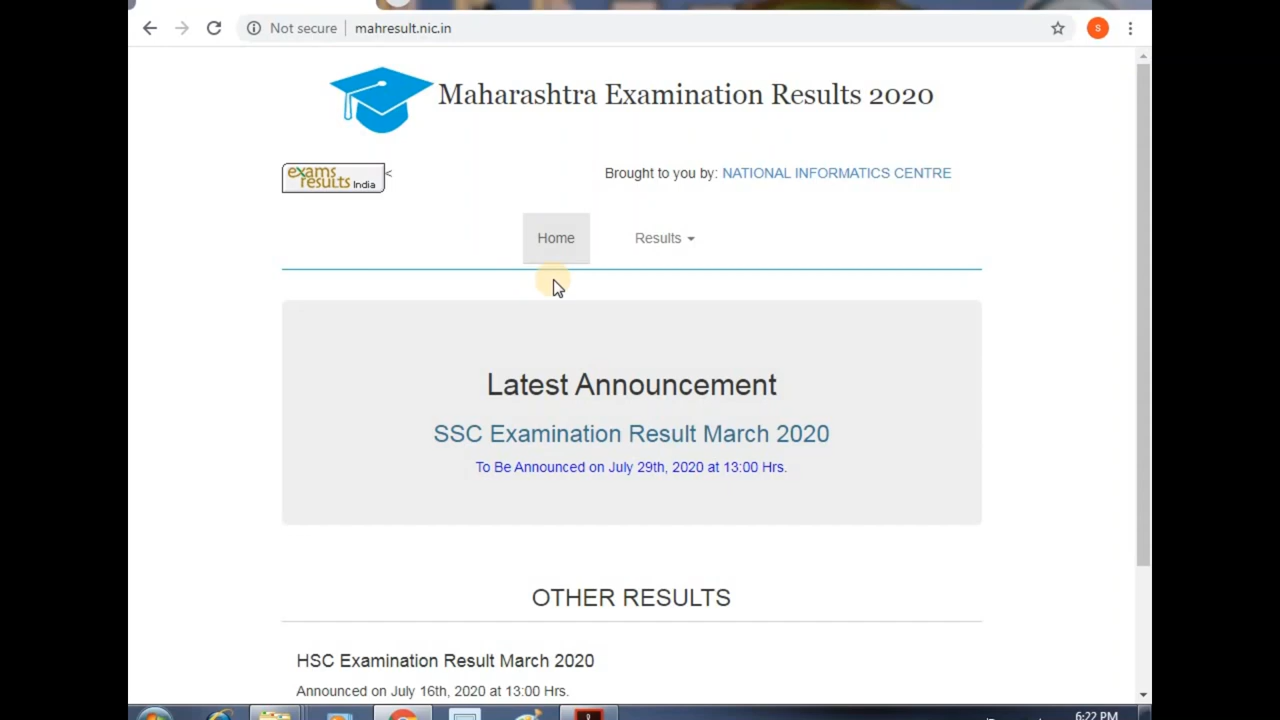 Not secure | mahresult.nic.in
S
Maharashtra Examination Results 2020
exams results India <
Brought to you by: NATIONAL INFORMATICS CENTRE
Home Results
Latest Announcement
SSC Examination Result March 2020
To Be Announced on July 29th, 2020 at 13:00 Hrs.
OTHER RESULTS
HSC Examination Result March 2020
Announced on July 16th, 2020 at 13:00 Hrs.
6:22 PM